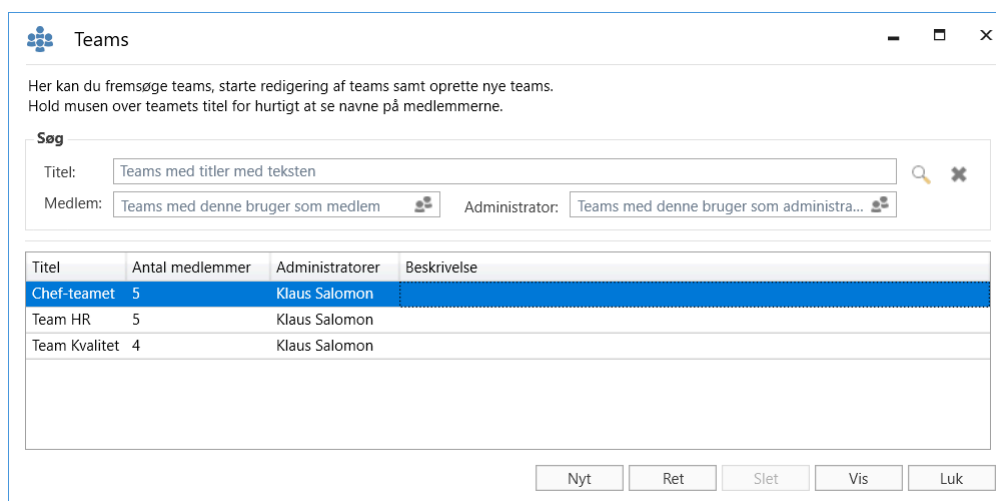 Teams
Her kan du fremsøge teams, starte redigering af teams samt oprette nye teams.
Hold musen over teamets titel for hurtigt at se navne på medlemmerne.
Søg
Titel: Teams med titler med teksten
Medlem: Teams med denne bruger som medlem Administrator: Teams med denne bruger som administra...
Titel Antal medlemmer Administratorer Beskrivelse
Chef-teamet 5 Klaus Salomon
Team HR 5 Klaus Salomon
Team Kvalitet 4 Klaus Salomon
Nyt Ret Slet Vis Luk